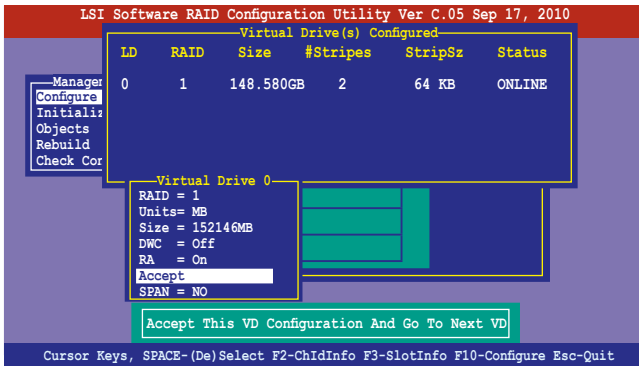 LSI Software RAID Configuration Utility Ver C.05 Sep 17, 2010
Virtual Drive(s) Configured
LD RAID Size #Stripes StripSz Status
0 1 148.580GB 2 64 KB ONLINE
Manager
Configure
Initializ
Objects
Rebuild
Check Con
Virtual Drive 0
RAID = 1
Units= MB
Size = 152146MB
DWC = Off
RA = On
Accept
SPAN = NO
Accept This VD Configuration And Go To Next VD
Cursor Keys, SPACE-(De)Select F2-ChIdInfo F3-SlotInfo F10-Configure Esc-Quit